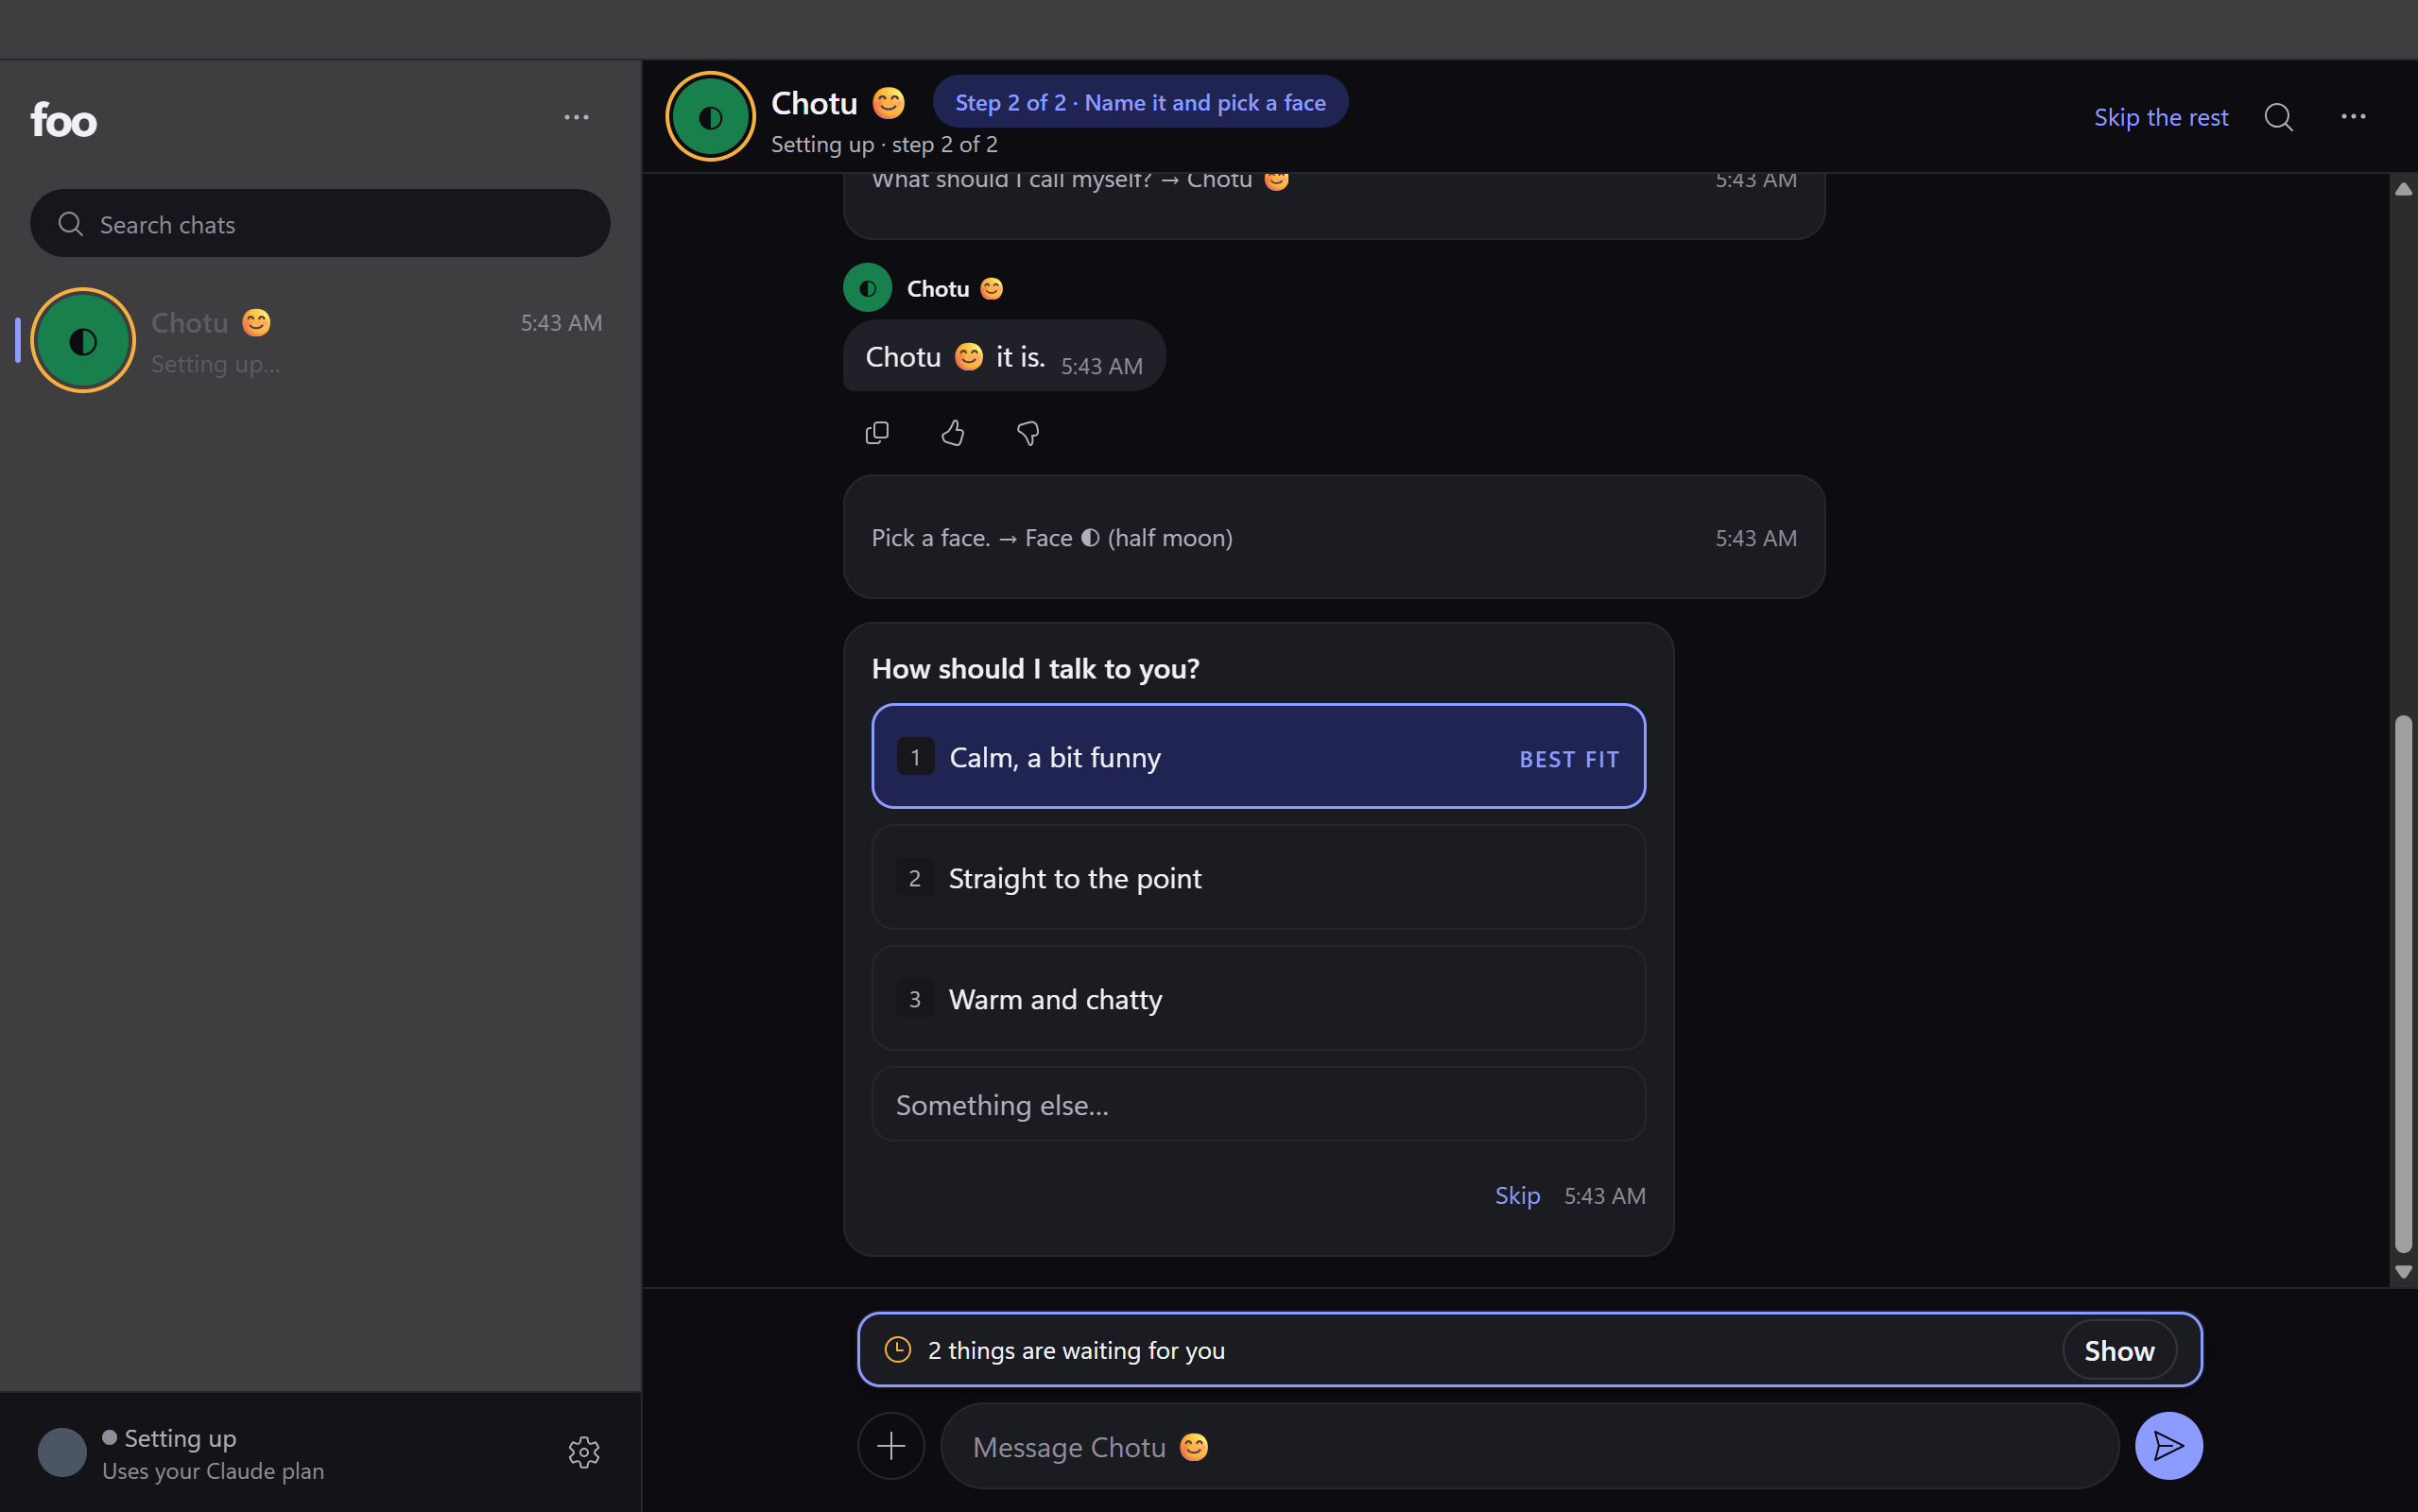 foo
Search chats
Chotu 😊
5:43 AM
Setting up...
Setting up
Uses your Claude plan
Chotu 😊
Step 2 of 2 · Name it and pick a face
Setting up · step 2 of 2
Skip the rest
What should I call myself? → Chotu 😊
5:43 AM
Chotu 😊
Chotu 😊 it is. 5:43 AM
Pick a face. → Face ◐ (half moon)
5:43 AM
How should I talk to you?
1 Calm, a bit funny
BEST FIT
2 Straight to the point
3 Warm and chatty
Something else...
Skip 5:43 AM
2 things are waiting for you
Show
Message Chotu 😊